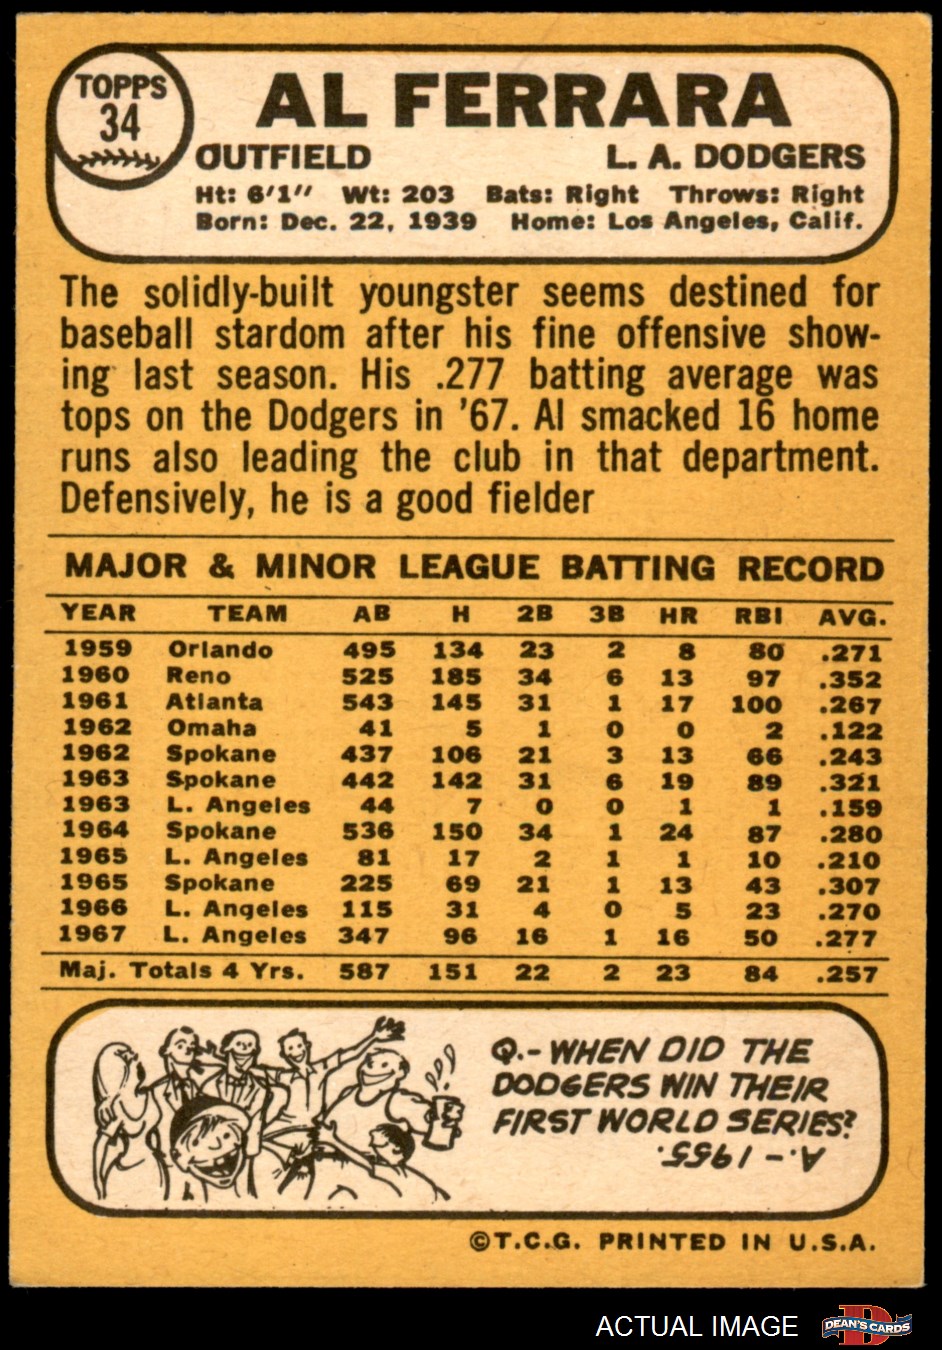 TOPPS
34
AL FERRARA
OUTFIELD L. A. DODGERS
Ht: 6'1" Wt: 203 Bats: Right Throws: Right
Born: Dec. 22, 1939 Home: Los Angeles, Calif.
The solidly-built youngster seems destined for
baseball stardom after his fine offensive show-
ing last season. His .277 batting average was
tops on the Dodgers in '67. Al smacked 16 home
runs also leading the club in that department.
Defensively, he is a good fielder
MAJOR & MINOR LEAGUE BATTING RECORD
YEAR TEAM AB H 2B 3B HR RBI AVG.
1959 Orlando 495 134 23 2 8 80 .271
1960 Reno 525 185 34 6 13 97 .352
1961 Atlanta 543 145 31 1 17 100 .267
1962 Omaha 41 5 1 0 0 2 .122
1962 Spokane 437 106 21 3 13 66 .243
1963 Spokane 442 142 31 6 19 89 .321
1963 L. Angeles 44 7 0 0 1 1 .159
1964 Spokane 536 150 34 1 24 87 .280
1965 L. Angeles 81 17 2 1 1 10 .210
1965 Spokane 225 69 21 1 13 43 .307
1966 L. Angeles 115 31 4 0 5 23 .270
1967 L. Angeles 347 96 16 1 16 50 .277
Maj. Totals 4 Yrs. 587 151 22 2 23 84 .257
Q.- WHEN DID THE
DODGERS WIN THEIR
FIRST WORLD SERIES?
A.- 1955.
©T.C.G. PRINTED IN U.S.A.
ACTUAL IMAGE
DEAN'S CARDS